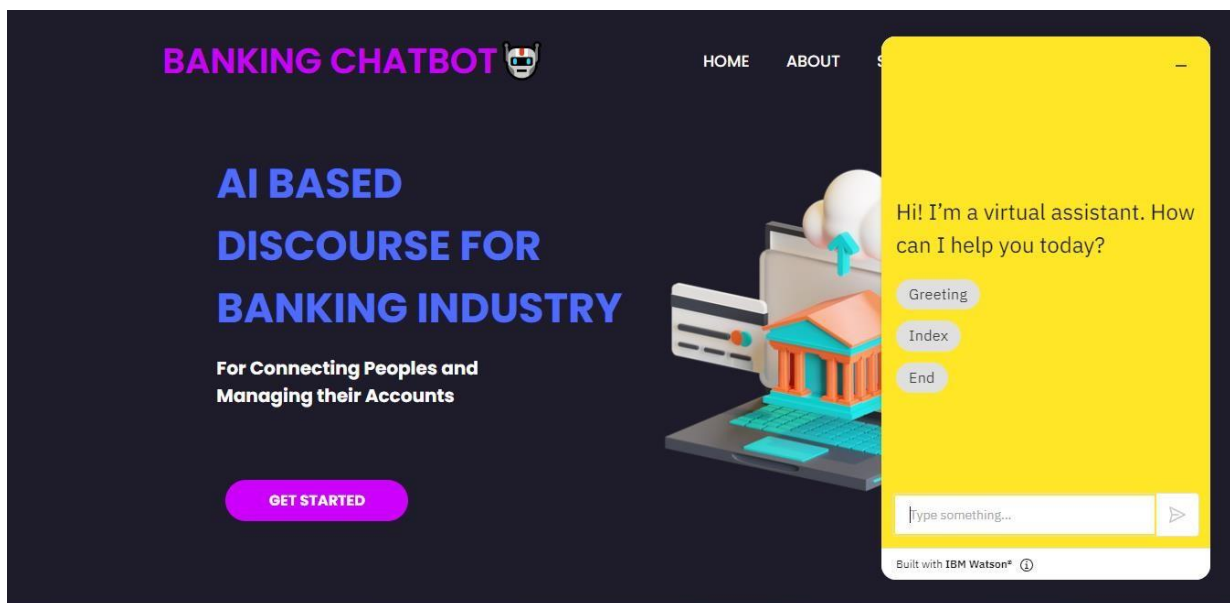 BANKING CHATBOT
HOME ABOUT S
AI BASED
DISCOURSE FOR
BANKING INDUSTRY
For Connecting Peoples and
Managing their Accounts
GET STARTED
Hi! I’m a virtual assistant. How
can I help you today?
Greeting
Index
End
Type something...
Built with IBM Watson®